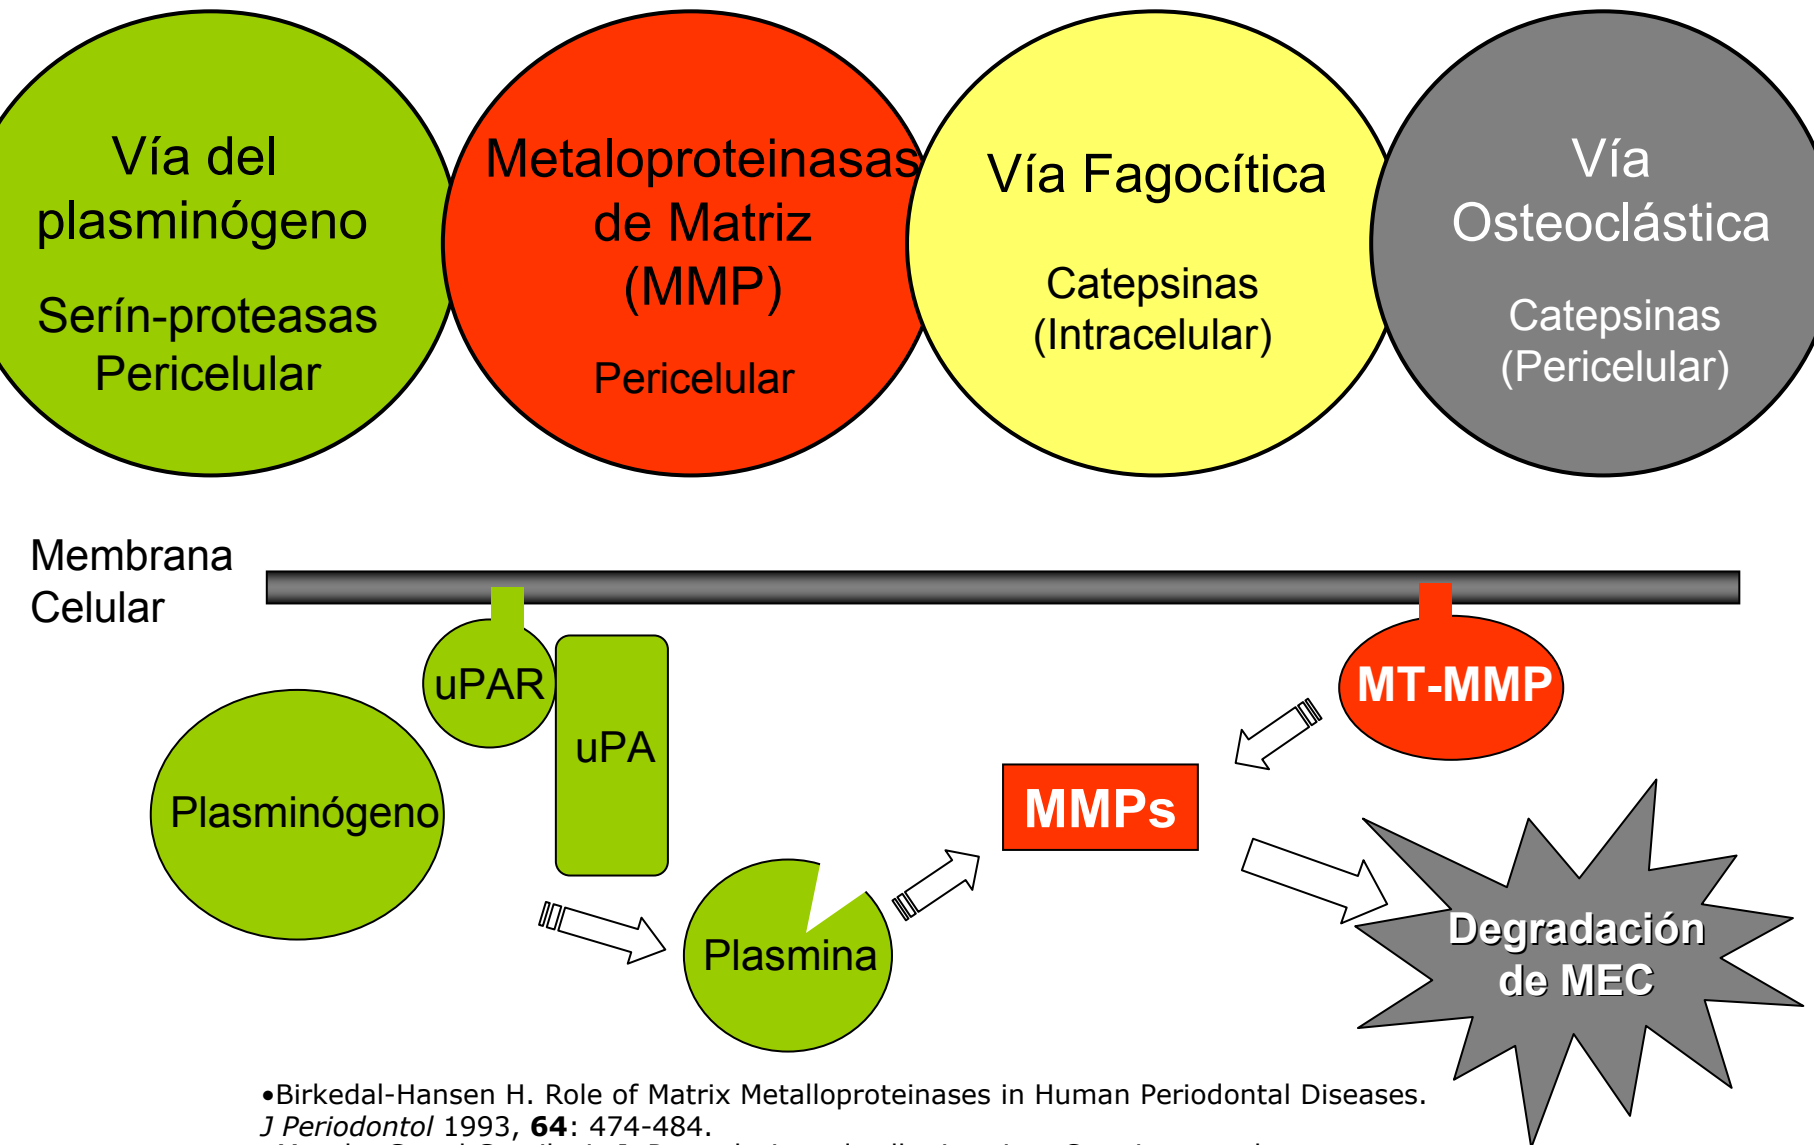 Vía del
plasminógeno
Serín-proteasas
Pericelular
Metaloproteinasas
de Matriz
(MMP)
Pericelular
Vía Fagocítica
Catepsinas
(Intracelular)
Vía
Osteoclástica
Catepsinas
(Pericelular)
Membrana
Celular
uPAR
uPA
Plasminógeno
Plasmina
MMPs
MT-MMP
Degradación
de MEC
•Birkedal-Hansen H. Role of Matrix Metalloproteinases in Human Periodontal Diseases.
J Periodontol 1993, 64: 474-484.